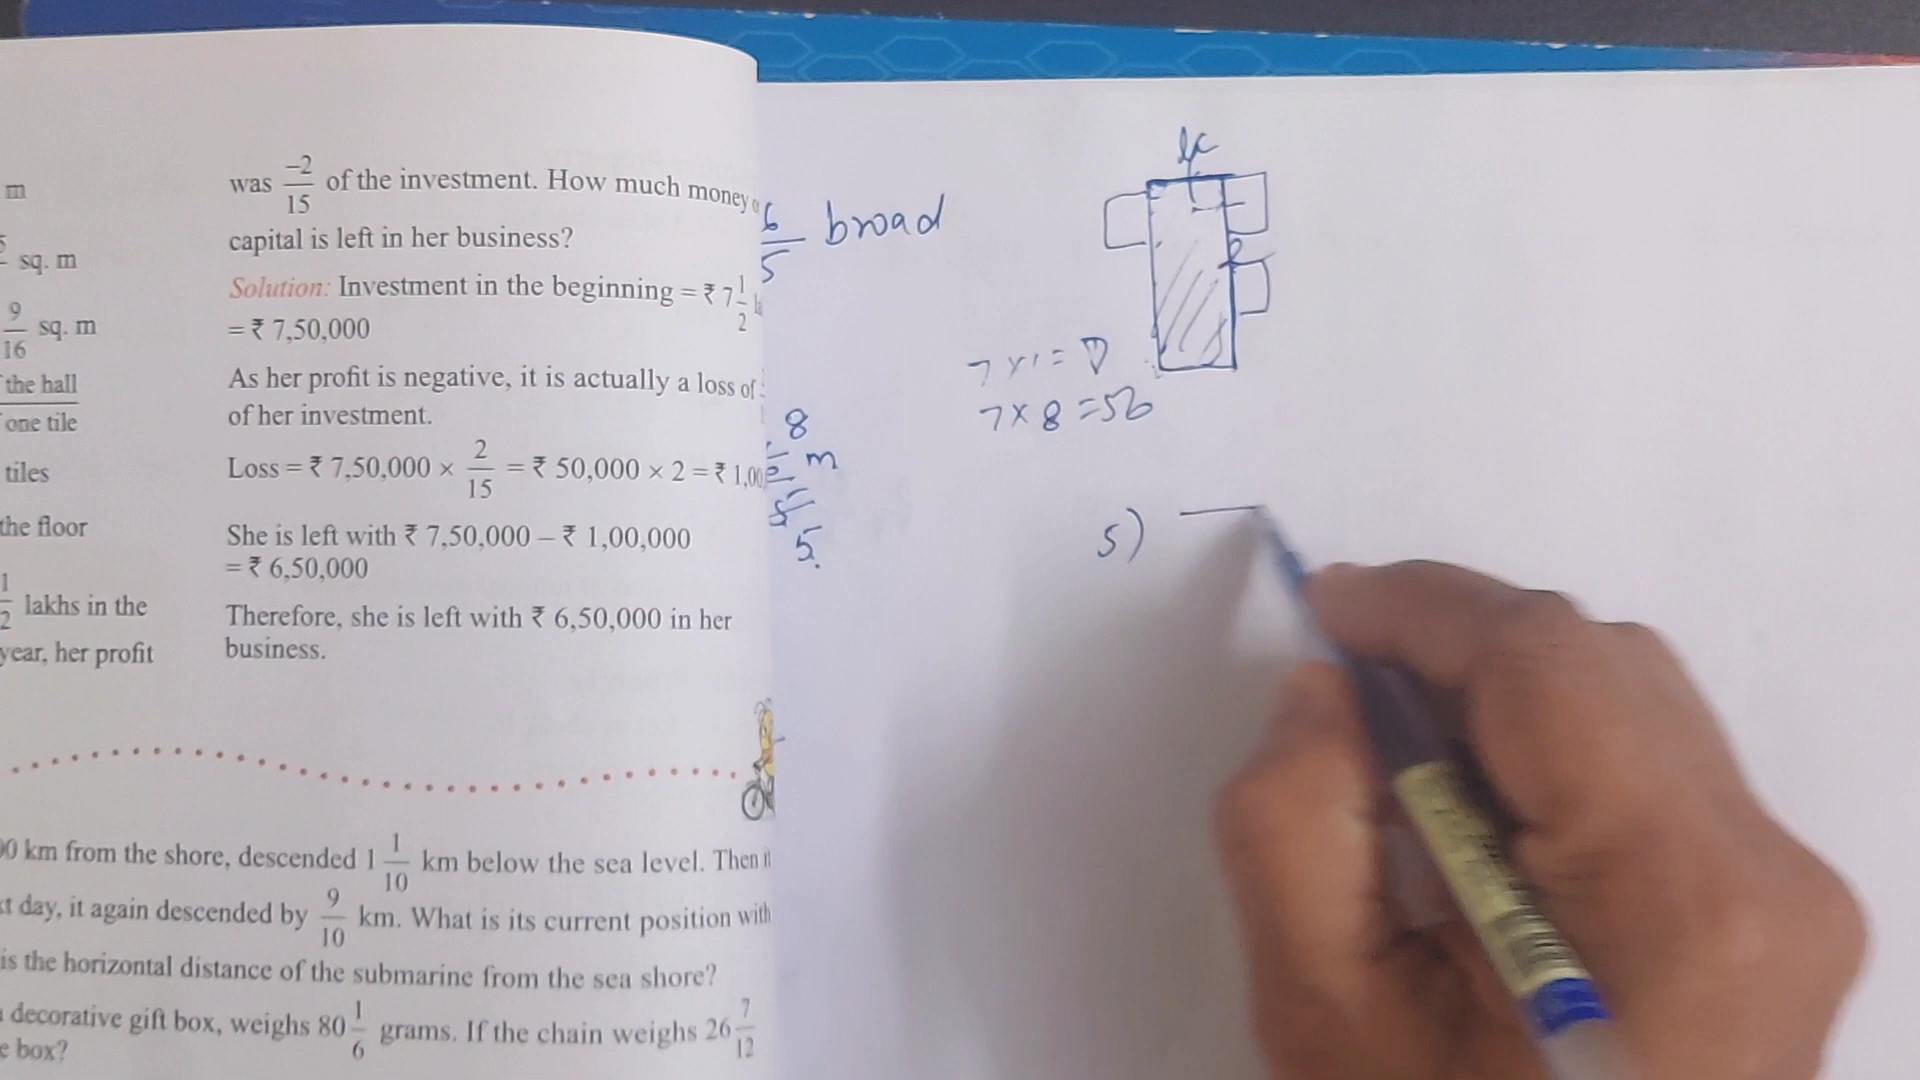 m
sq. m
9/16 sq. m
the hall
one tile
tiles
the floor
1/2 lakhs in the
year, her profit
was -2/15 of the investment. How much money
capital is left in her business?
Solution: Investment in the beginning = ₹ 7 1/2
= ₹ 7,50,000
As her profit is negative, it is actually a loss of
of her investment.
Loss = ₹ 7,50,000 × 2/15 = ₹ 50,000 × 2 = ₹ 1,00
She is left with ₹ 7,50,000 – ₹ 1,00,000
= ₹ 6,50,000
Therefore, she is left with ₹ 6,50,000 in her
business.
00 km from the shore, descended 1 1/10 km below the sea level. Then it
day, it again descended by 9/10 km. What is its current position with
is the horizontal distance of the submarine from the sea shore?
decorative gift box, weighs 80 1/6 grams. If the chain weighs 26 7/12
box?
6/5 broad
8
m
5.
7 × 1 = 7
7 × 8 = 56
5)